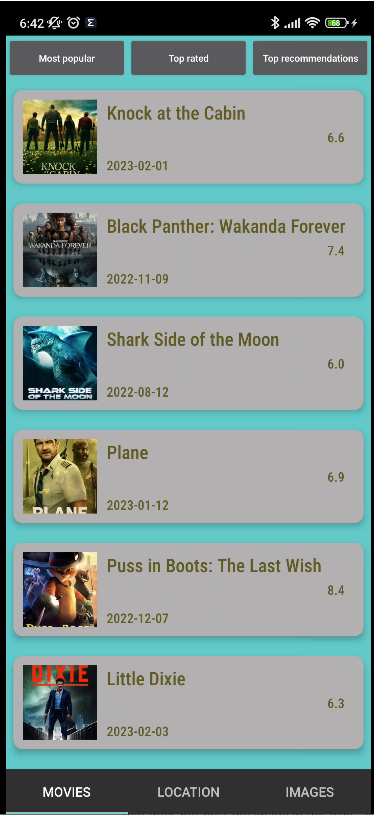 6:42
68
Most popular Top rated Top recommendations
Knock at the Cabin
6.6
2023-02-01
KNOCK
Black Panther: Wakanda Forever
7.4
2022-11-09
WAKANDA FOREVER
Shark Side of the Moon
6.0
2022-08-12
SHARK SIDE
OF THE MOON
Plane
6.9
2023-01-12
PLANE
Puss in Boots: The Last Wish
8.4
2022-12-07
Little Dixie
6.3
2023-02-03
DIXIE
MOVIES LOCATION IMAGES